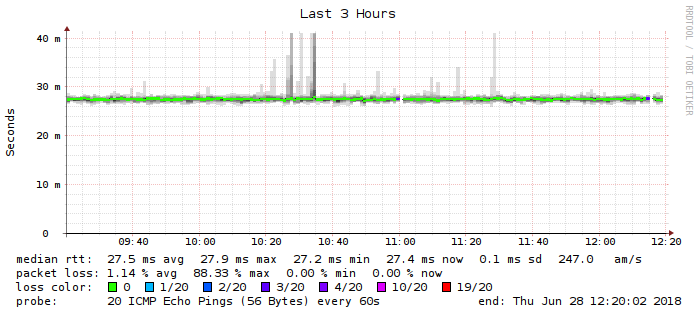 Last 3 Hours
RRDTOOL / TOBI OETIKER
Seconds
40 m
30 m
20 m
10 m
0
09:40 10:00 10:20 10:40 11:00 11:20 11:40 12:00 12:20
median rtt: 27.5 ms avg 27.9 ms max 27.2 ms min 27.4 ms now 0.1 ms sd 247.0 am/s
packet loss: 1.14 % avg 88.33 % max 0.00 % min 0.00 % now
loss color: 0 1/20 2/20 3/20 4/20 10/20 19/20
probe: 20 ICMP Echo Pings (56 Bytes) every 60s end: Thu Jun 28 12:20:02 2018